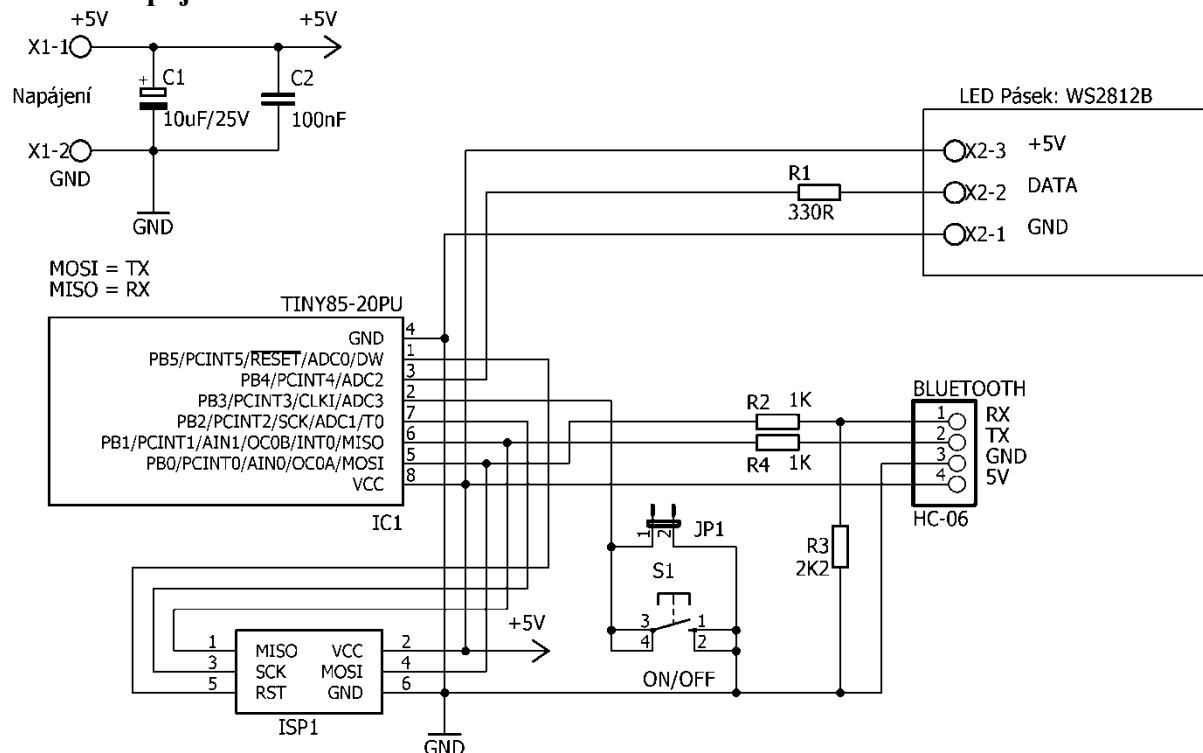 +5V
+5V
X1-1
+
C1
C2
Napájení
10uF/25V
100nF
X1-2
GND
GND
LED Pásek: WS2812B
X2-3 +5V
R1
X2-2 DATA
330R
X2-1 GND
MOSI = TX
MISO = RX
TINY85-20PU
GND 4
PB5/PCINT5/RESET/ADC0/DW 1
PB4/PCINT4/ADC2 3
PB3/PCINT3/CLKI/ADC3 2
PB2/PCINT2/SCK/ADC1/T0 7
PB1/PCINT1/AIN1/OC0B/INT0/MISO 6
PB0/PCINT0/AIN0/OC0A/MOSI 5
VCC 8
IC1
BLUETOOTH
R2 1K
1 RX
2 TX
R4 1K
3 GND
4 5V
HC-06
1 2 JP1
R3
2K2
S1
3 1
4 2
ON/OFF
+5V
1 MISO VCC 2
3 SCK MOSI 4
5 RST GND 6
ISP1
GND